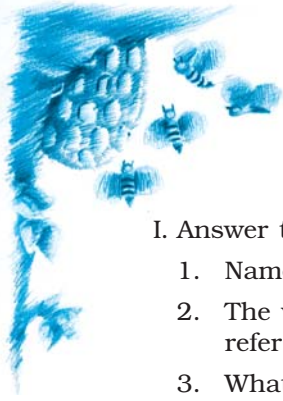 I. Answer t
1. Name
2. The
refer
3. What